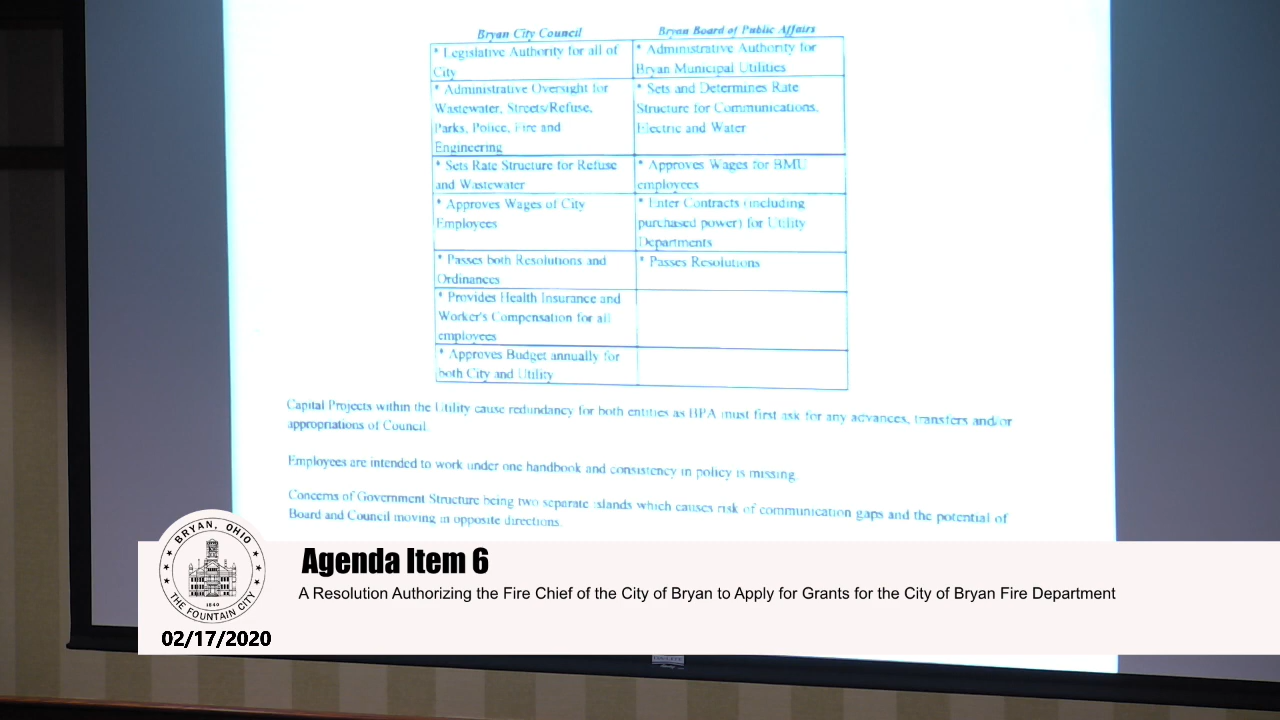 Bryan City Council
Bryan Board of Public Affairs
* Legislative Authority for all of
City
* Administrative Authority for
Bryan Municipal Utilities
* Administrative Oversight for
Wastewater, Streets/Refuse,
Parks, Police, Fire and
Engineering
* Sets and Determines Rate
Structure for Communications,
Electric and Water
* Sets Rate Structure for Refuse
and Wastewater
* Approves Wages for BMU
employees
* Approves Wages of City
Employees
* Enter Contracts (including
purchased power) for Utility
Departments
* Passes both Resolutions and
Ordinances
* Passes Resolutions
* Provides Health Insurance and
Worker's Compensation for all
employees
* Approves Budget annually for
both City and Utility
Capital Projects within the Utility cause redundancy for both entities as BPA must first ask for any advances, transfers and/or
appropriations of Council.
Employees are intended to work under one handbook and consistency in policy is missing.
Concerns of Government Structure being two separate islands which causes risk of communication gaps and the potential of
Board and Council moving in opposite directions.
BRYAN, OHIO
1840
THE FOUNTAIN CITY
02/17/2020
Agenda Item 6
A Resolution Authorizing the Fire Chief of the City of Bryan to Apply for Grants for the City of Bryan Fire Department